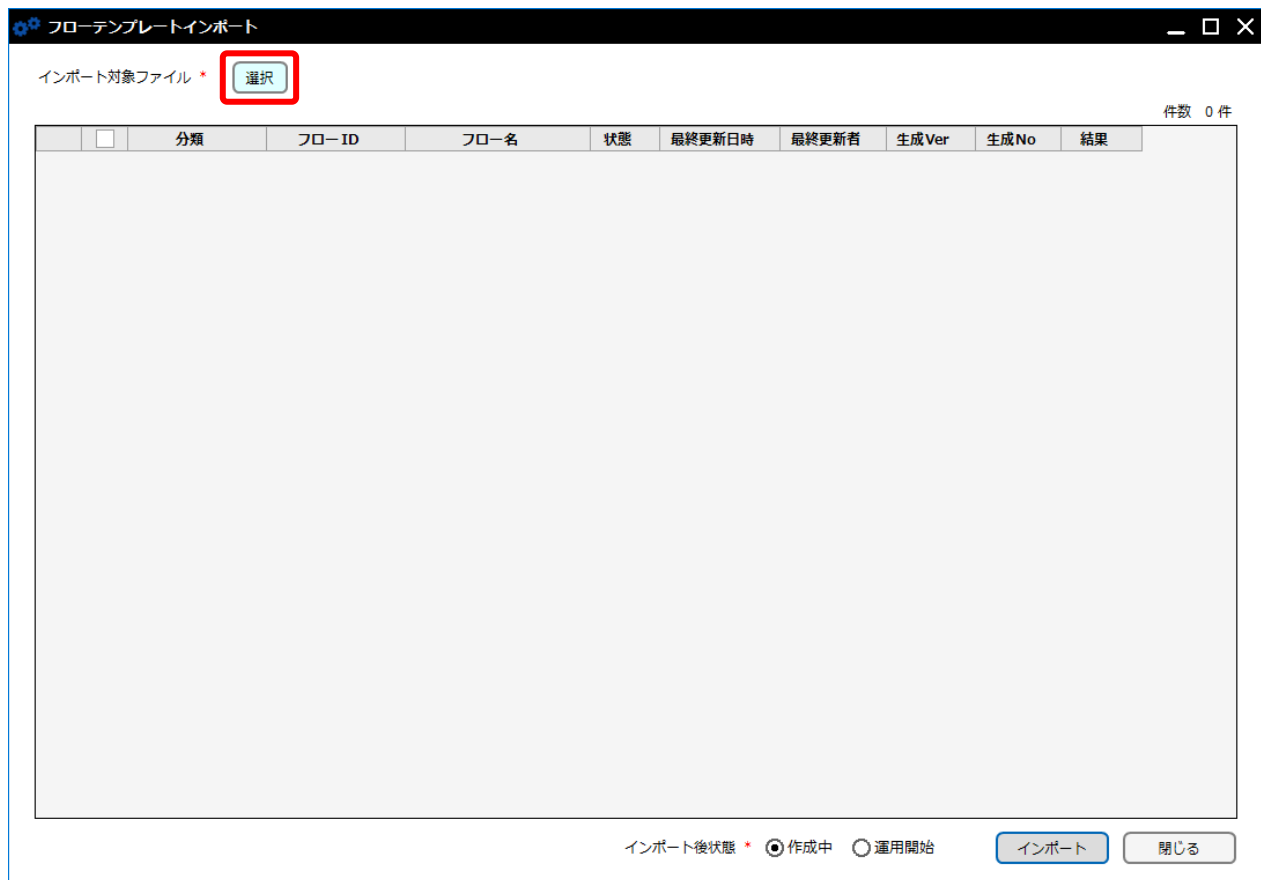 フローテンプレートインポート
インポート対象ファイル * 選択
件数 0 件
分類 フローID フロー名 状態 最終更新日時 最終更新者 生成Ver 生成No 結果
インポート後状態 * 作成中 運用開始 インポート 閉じる